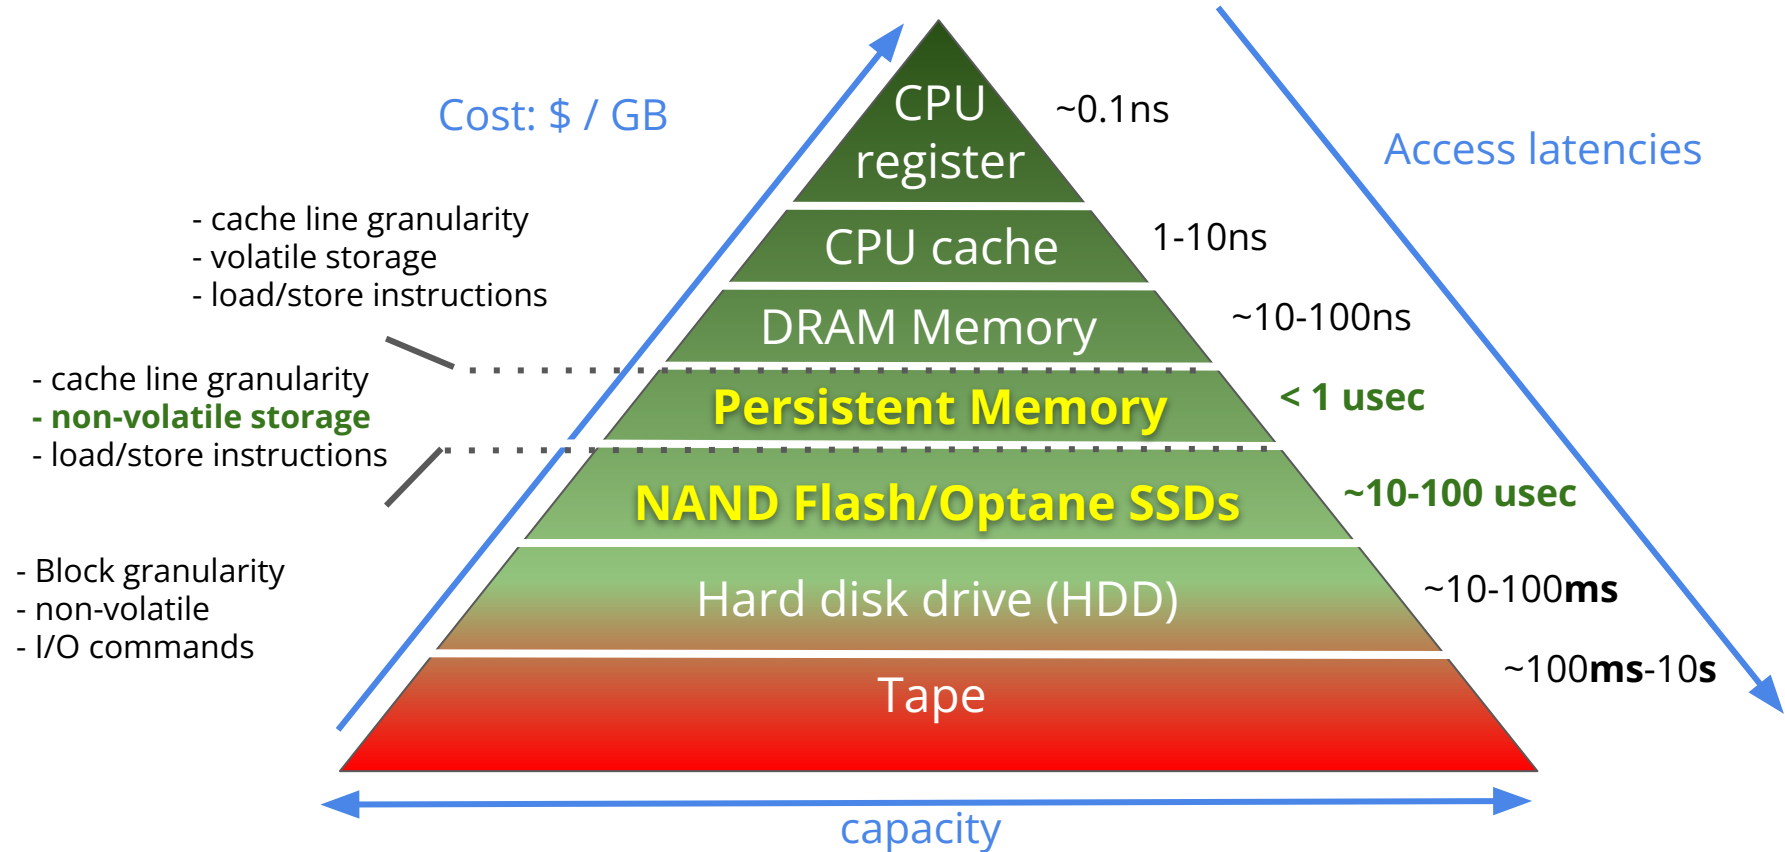 Cost: $ / GB
CPU
register
~0.1ns
Access latencies
- cache line granularity
- volatile storage
- load/store instructions
CPU cache
1-10ns
DRAM Memory
~10-100ns
- cache line granularity
- non-volatile storage
- load/store instructions
Persistent Memory
< 1 usec
NAND Flash/Optane SSDs
~10-100 usec
- Block granularity
- non-volatile
- I/O commands
Hard disk drive (HDD)
~10-100ms
Tape
~100ms-10s
capacity